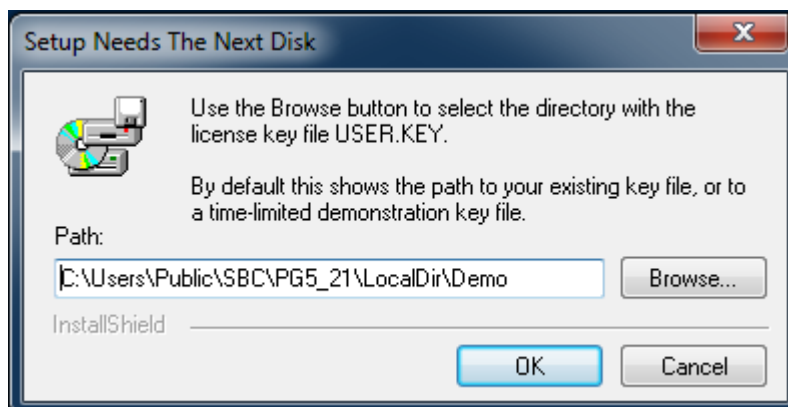 Setup Needs The Next Disk
Use the Browse button to select the directory with the
license key file USER.KEY.
By default this shows the path to your existing key file, or to
a time-limited demonstration key file.
Path:
C:\Users\Public\SBC\PG5_21\LocalDir\Demo
Browse...
InstallShield
OK
Cancel